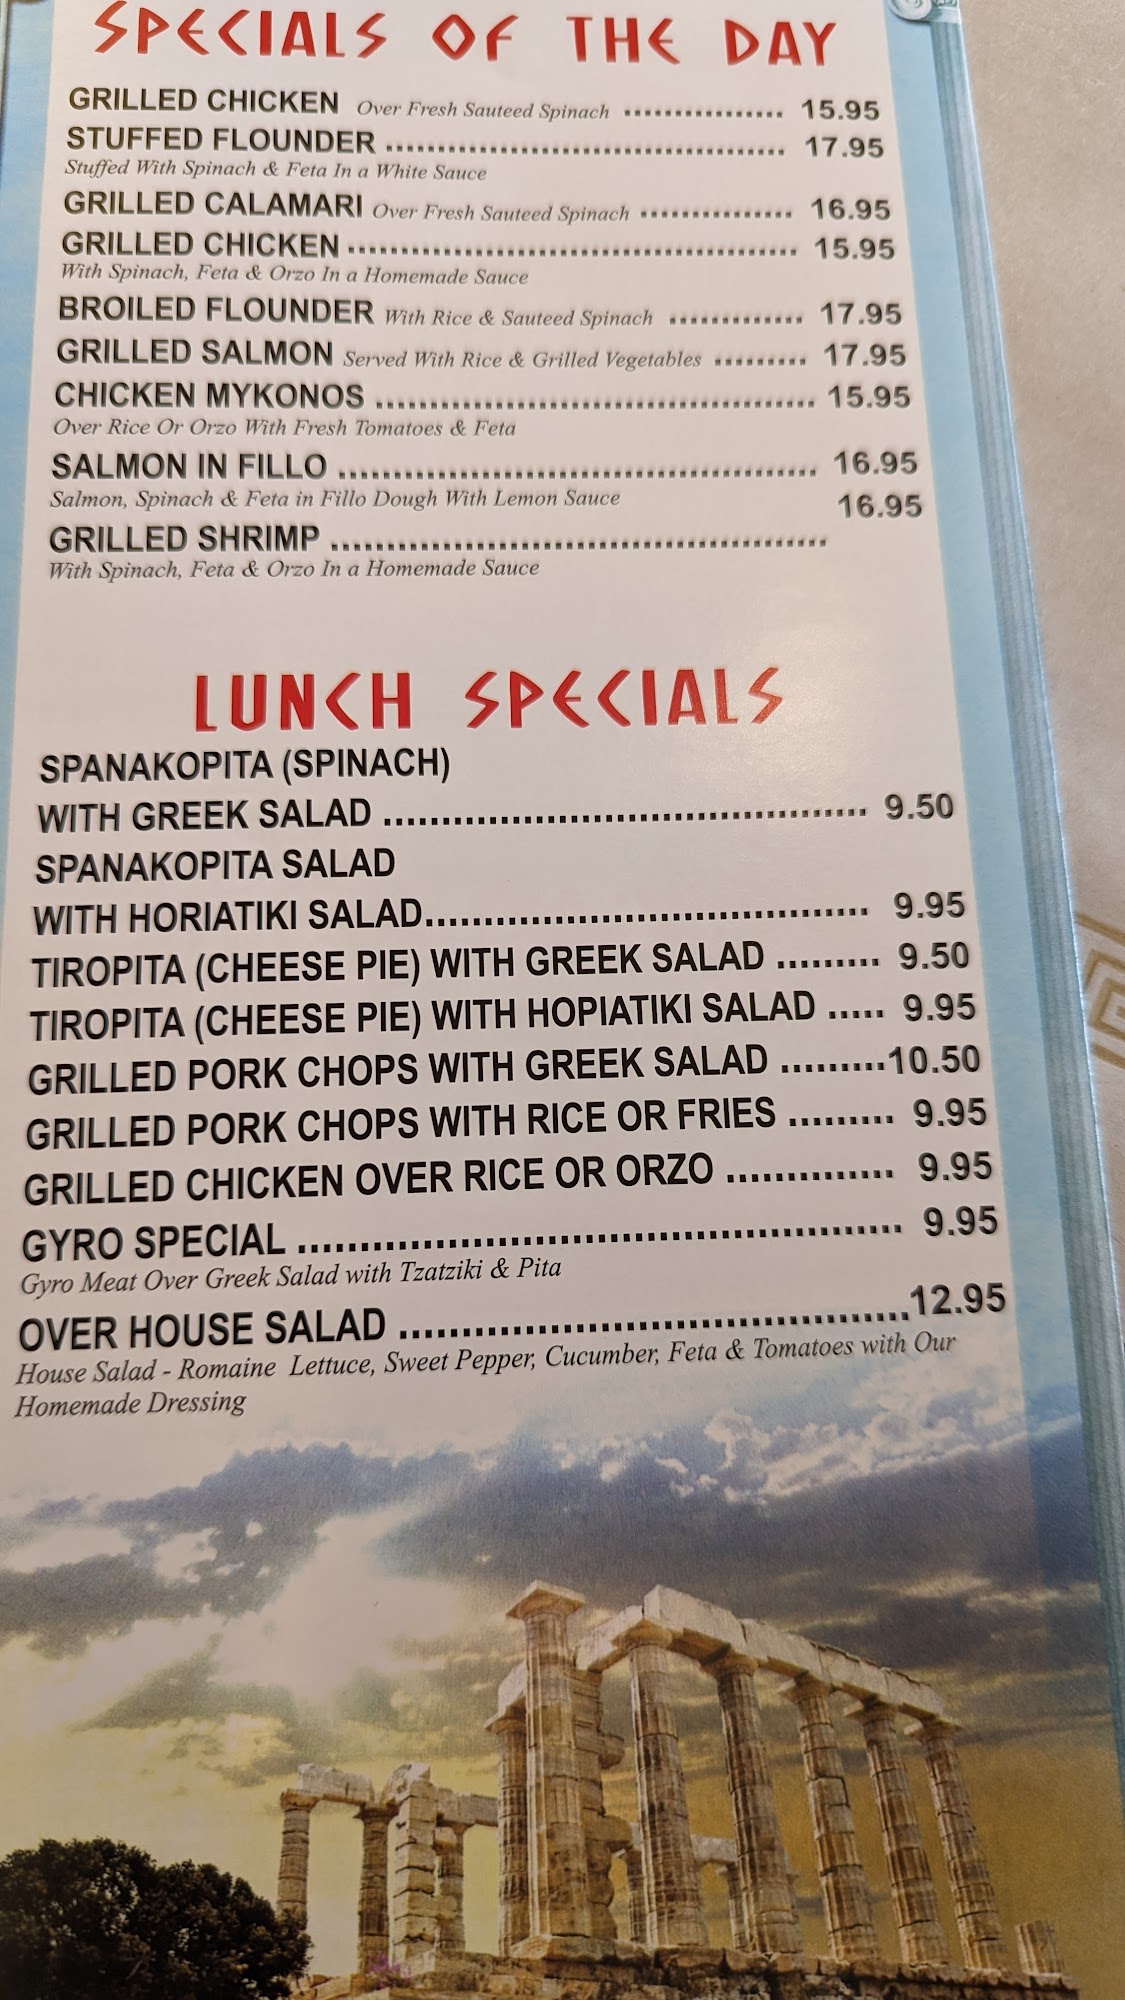 SPECIALS OF THE DAY
GRILLED CHICKEN Over Fresh Sauteed Spinach ................ 15.95
STUFFED FLOUNDER ...................................... 17.95
Stuffed With Spinach & Feta In a White Sauce
GRILLED CALAMARI Over Fresh Sauteed Spinach ............... 16.95
GRILLED CHICKEN ........................................... 15.95
With Spinach, Feta & Orzo In a Homemade Sauce
BROILED FLOUNDER With Rice & Sauteed Spinach ............. 17.95
GRILLED SALMON Served With Rice & Grilled Vegetables ......... 17.95
CHICKEN MYKONOS .......................................... 15.95
Over Rice Or Orzo With Fresh Tomatoes & Feta
SALMON IN FILLO .............................................. 16.95
Salmon, Spinach & Feta in Fillo Dough With Lemon Sauce
16.95
GRILLED SHRIMP ...............................................
With Spinach, Feta & Orzo In a Homemade Sauce
LUNCH SPECIALS
SPANAKOPITA (SPINACH)
WITH GREEK SALAD ......................................... 9.50
SPANAKOPITA SALAD
WITH HORIATIKI SALAD...................................... 9.95
TIROPITA (CHEESE PIE) WITH GREEK SALAD ......... 9.50
TIROPITA (CHEESE PIE) WITH HOPIATIKI SALAD ..... 9.95
GRILLED PORK CHOPS WITH GREEK SALAD .........10.50
GRILLED PORK CHOPS WITH RICE OR FRIES ......... 9.95
GRILLED CHICKEN OVER RICE OR ORZO .............. 9.95
GYRO SPECIAL ................................................. 9.95
Gyro Meat Over Greek Salad with Tzatziki & Pita
OVER HOUSE SALAD ...........................................12.95
House Salad - Romaine Lettuce, Sweet Pepper, Cucumber, Feta & Tomatoes with Our
Homemade Dressing